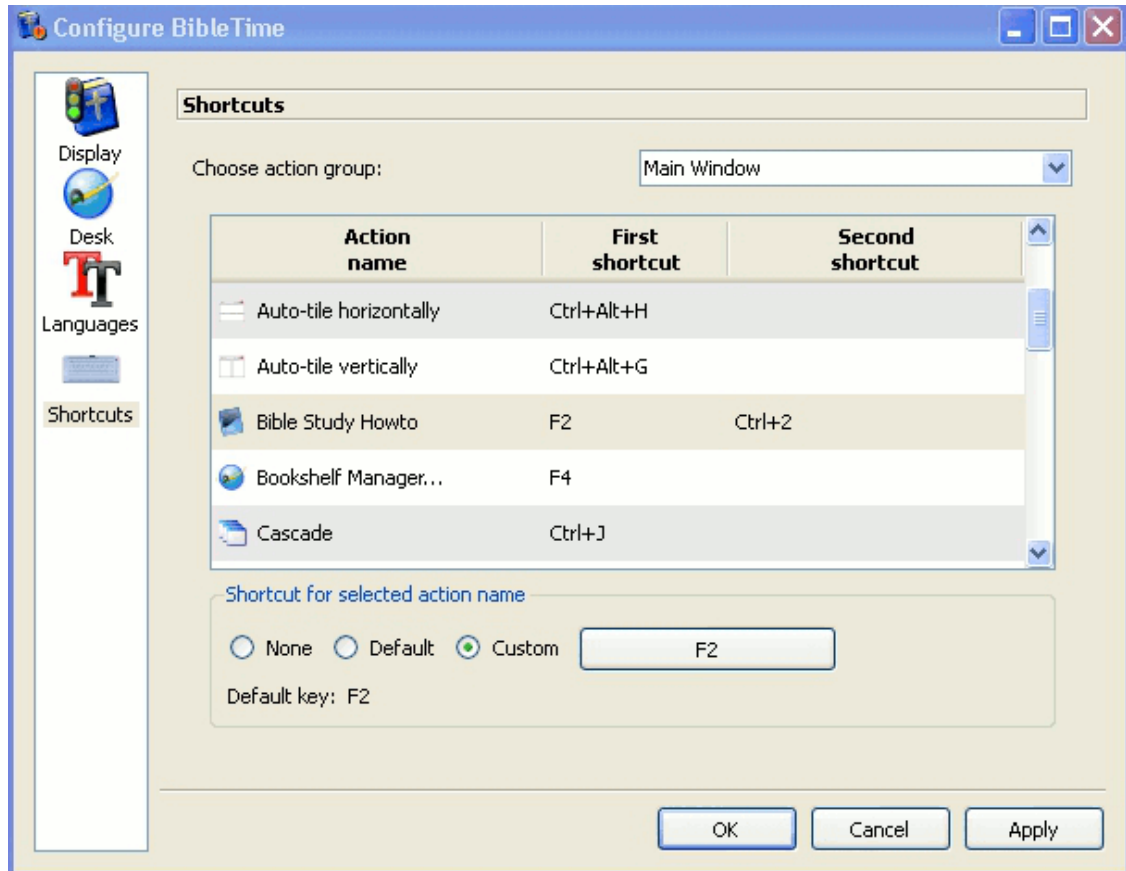 Configure BibleTime
Display
Desk
Languages
Shortcuts
Shortcuts
Choose action group: Main Window
Action name First shortcut Second shortcut
Auto-tile horizontally Ctrl+Alt+H
Auto-tile vertically Ctrl+Alt+G
Bible Study Howto F2 Ctrl+2
Bookshelf Manager... F4
Cascade Ctrl+J
Shortcut for selected action name
None Default Custom F2
Default key: F2
OK Cancel Apply